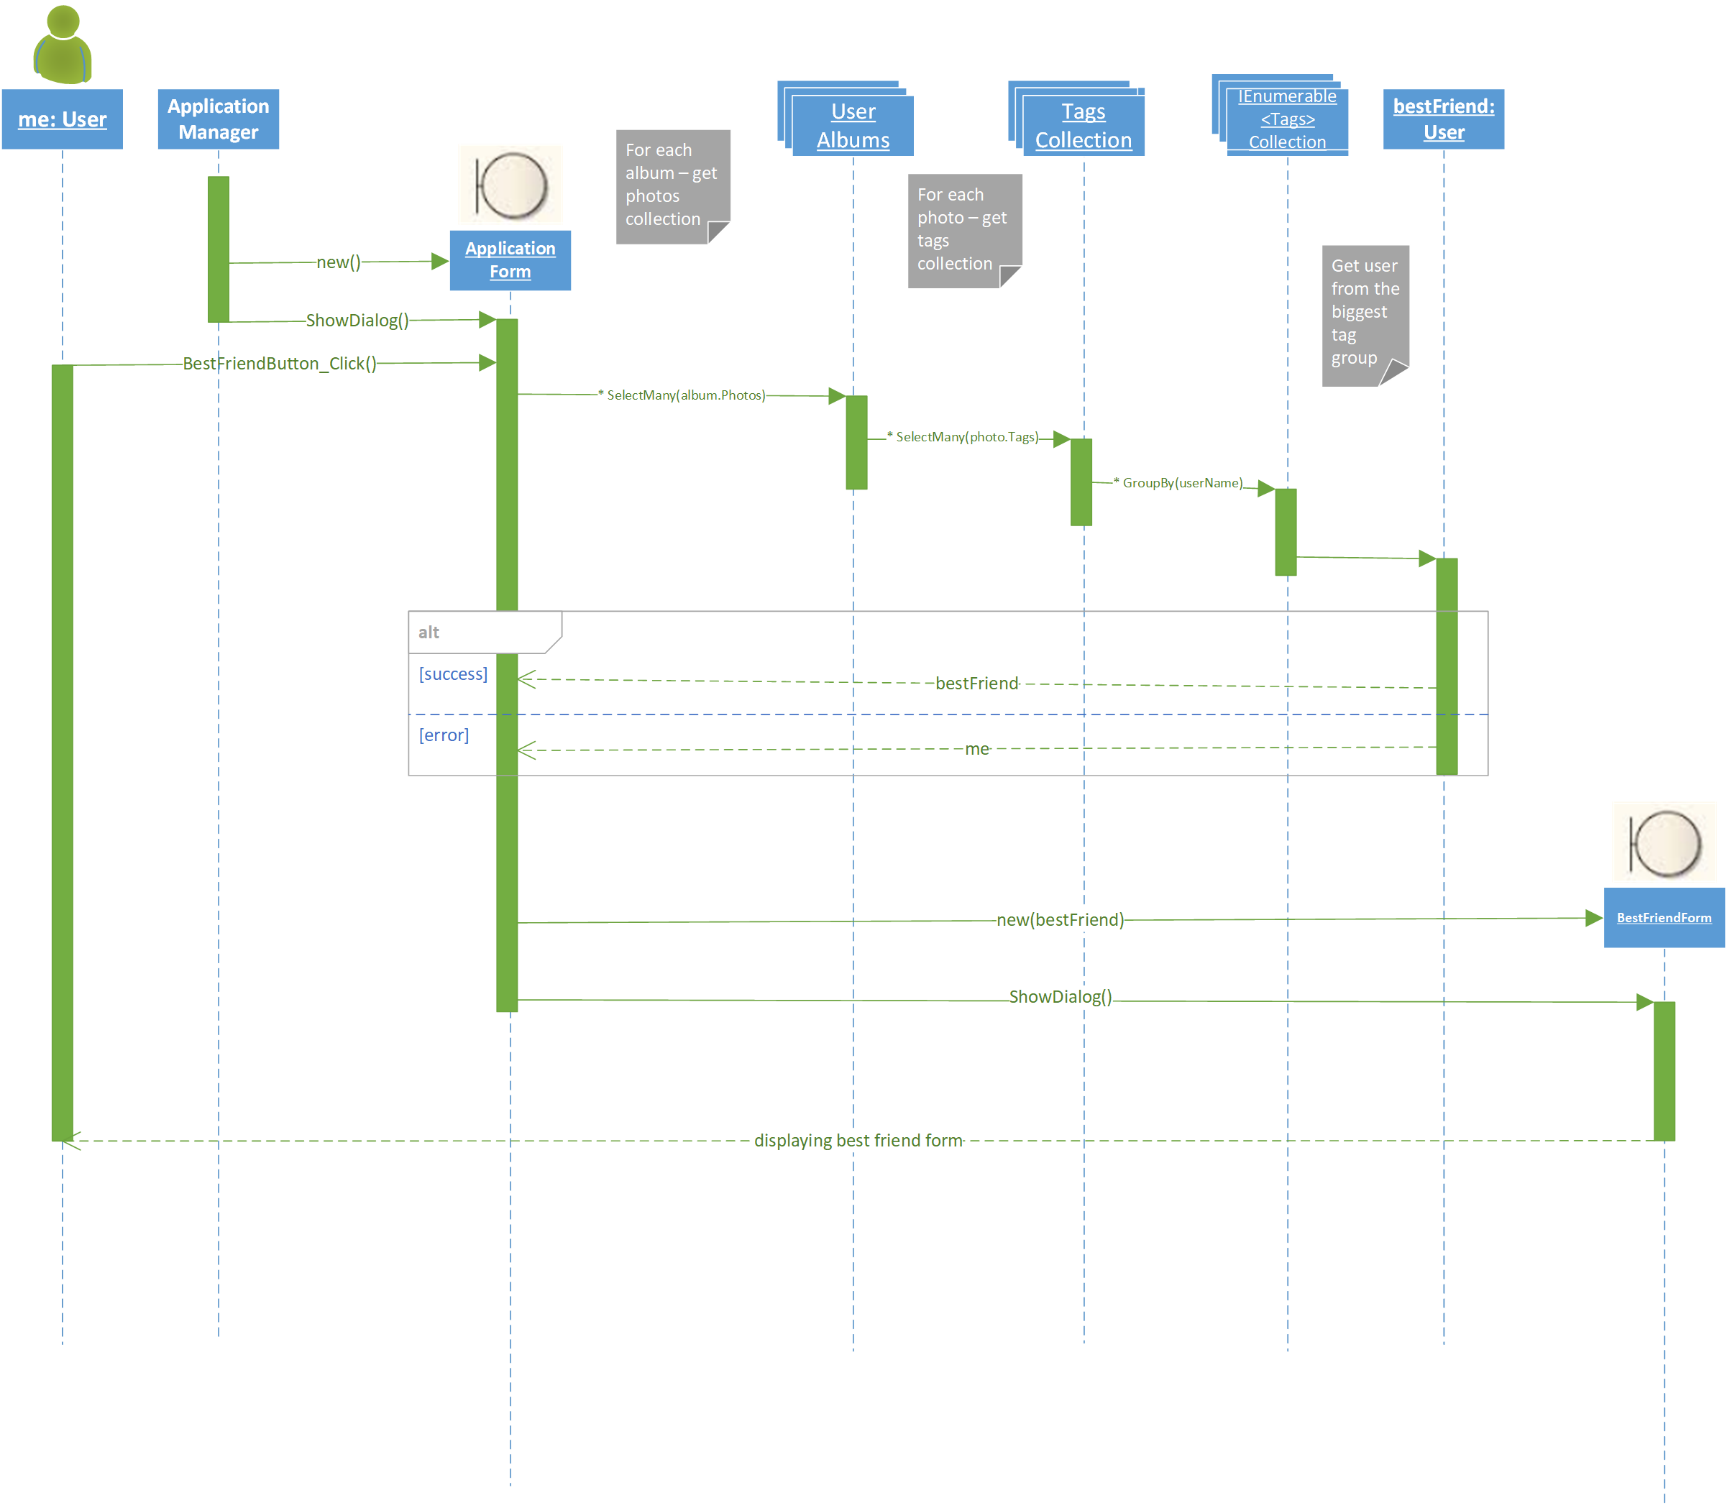 me: User
Application
Manager
Application
Form
For each
album – get
photos
collection
User
Albums
For each
photo – get
tags
collection
Tags
Collection
IEnumerable
<Tags>
Collection
Get user
from the
biggest
tag
group
bestFriend:
User
new()
ShowDialog()
BestFriendButton_Click()
* SelectMany(album.Photos)
* SelectMany(photo.Tags)
* GroupBy(userName)
alt
[success]
bestFriend
[error]
me
new(bestFriend)
BestFriendForm
ShowDialog()
displaying best friend form